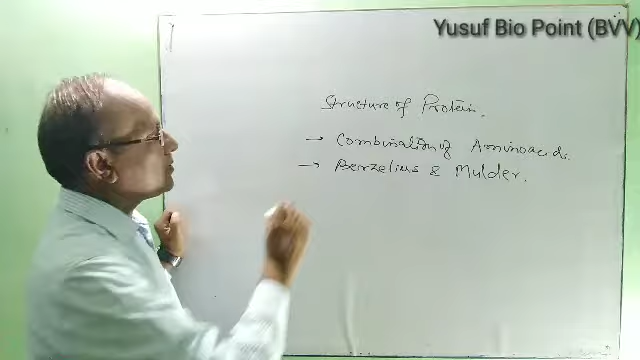 Yusuf Bio Point (BVV)
Structure of Protein.
→ Combination of Aminoacids.
→ Berzelius & Mulder.